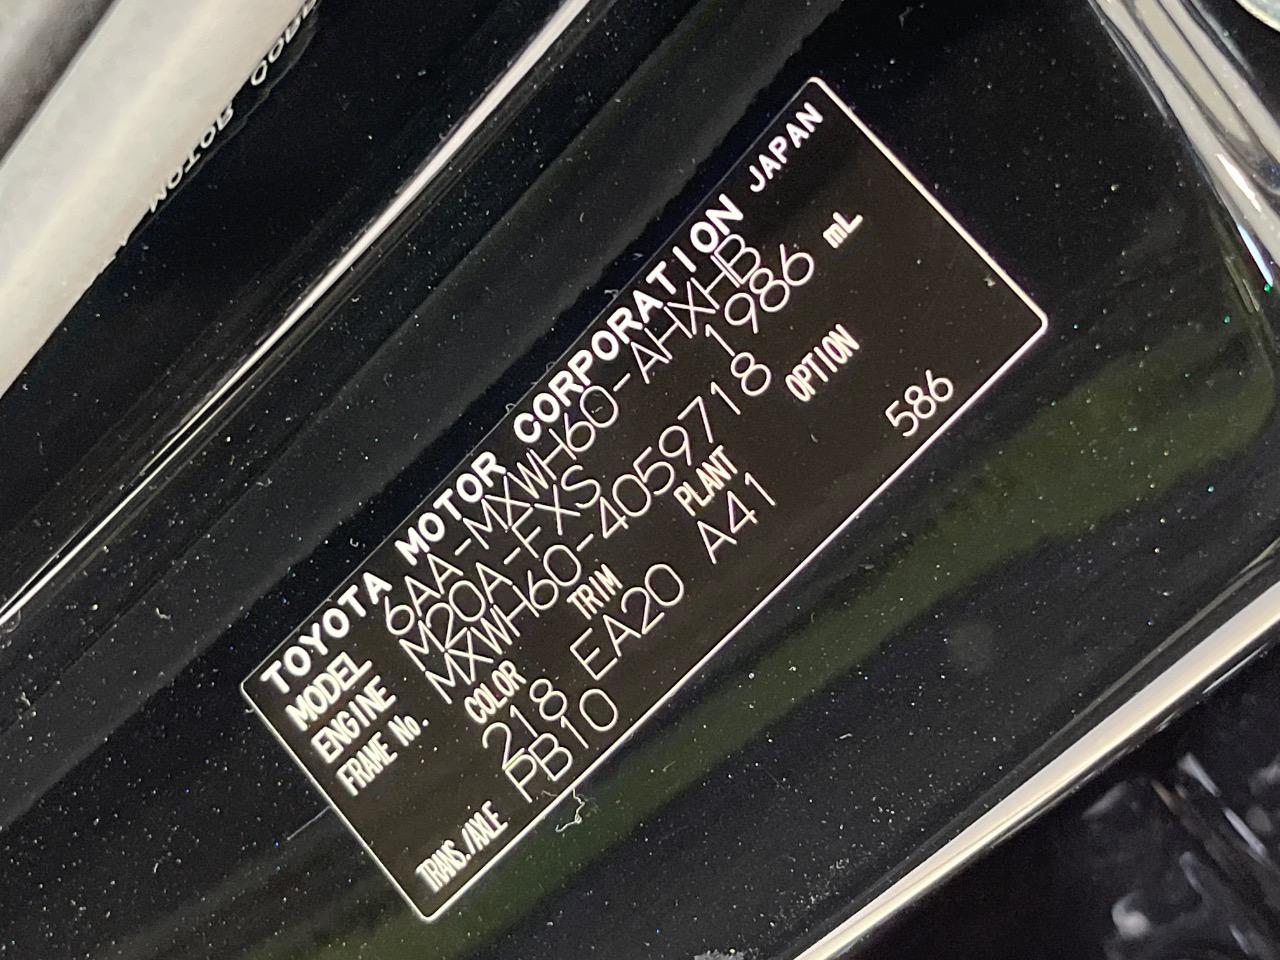 MOTOR
TOYOTA MOTOR CORPORATION JAPAN
MODEL 6AA-MXWH60-AHXHB
ENGINE M20A-FXS 1986 mL
FRAME No. MXWH60-4059718
COLOR TRIM PLANT OPTION
218 EA20 A41 586
TRANS./AXLE PB10